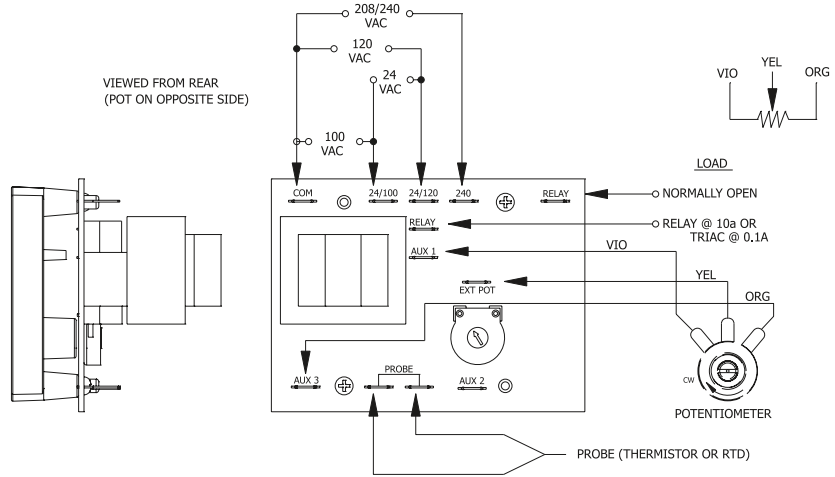 208/240
VAC
120
VAC
24
VAC
100
VAC
VIEWED FROM REAR
(POT ON OPPOSITE SIDE)
VIO
YEL
ORG
LOAD
COM
24/100
24/120
240
RELAY
NORMALLY OPEN
RELAY
RELAY @ 10a OR
TRIAC @ 0.1A
AUX 1
VIO
EXT POT
YEL
ORG
AUX 3
PROBE
AUX 2
CW
POTENTIOMETER
PROBE (THERMISTOR OR RTD)